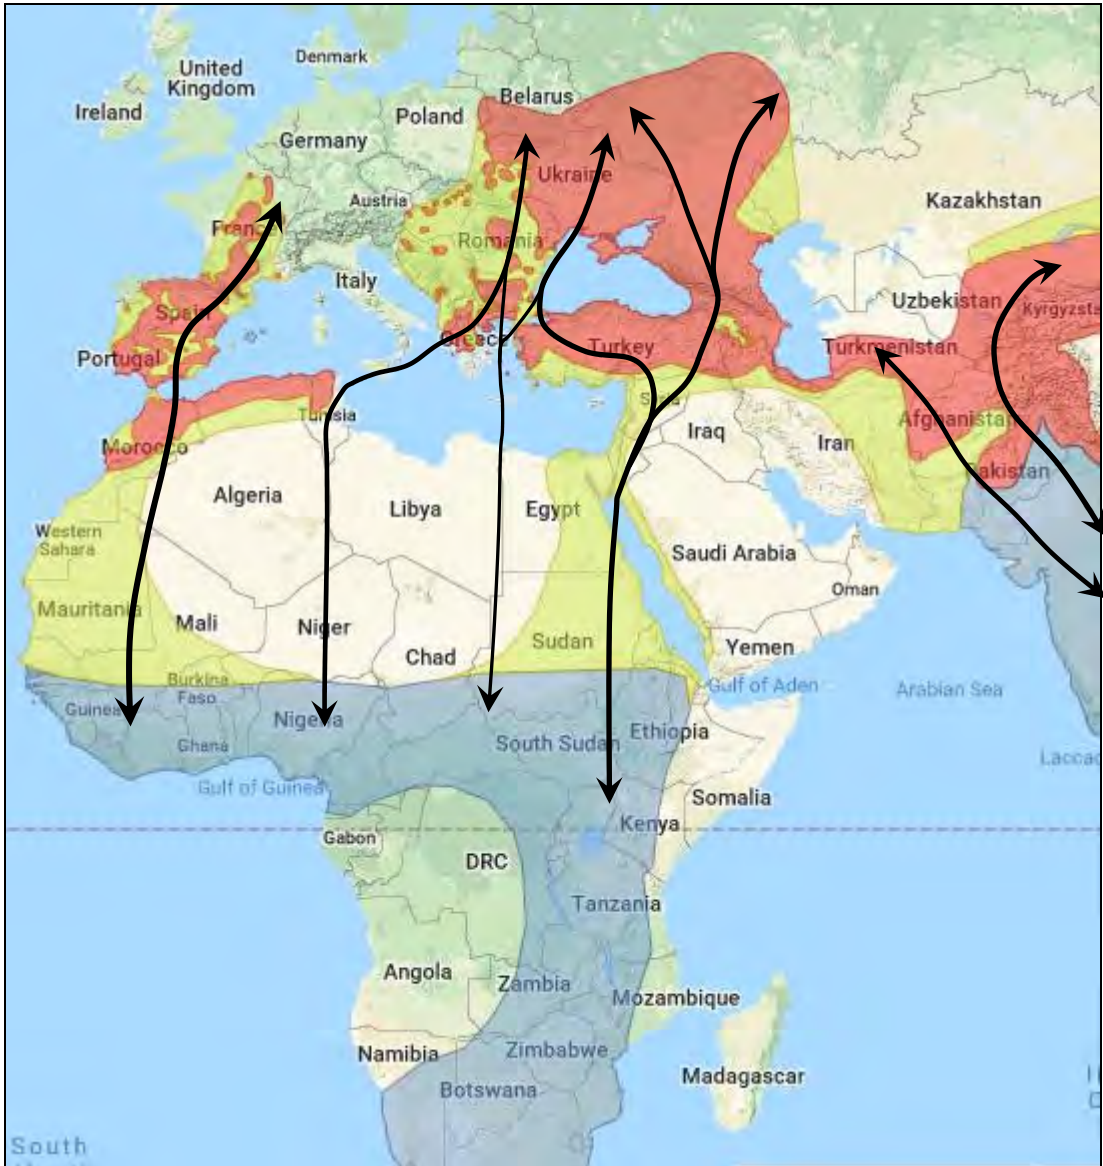 Denmark
United
Kingdom
Belarus
Ireland
Poland
Germany
Ukraine
Austria
Kazakhstan
France
Romania
Italy
Uzbekistan
Kyrgyzsta
Spain
Greece
Turkey
Turkmenistan
Portugal
Syria
Tunisia
Afghanistan
Iraq
Iran
Morocco
Pakistan
Algeria
Libya
Egypt
Western
Sahara
Saudi Arabia
Oman
Mauritania
Mali
Niger
Sudan
Yemen
Chad
Burkina
Faso
Gulf of Aden
Arabian Sea
Guinea
Nigeria
Ethiopia
Ghana
South Sudan
Laccad
Gulf of Guinea
Somalia
Kenya
Gabon
DRC
Tanzania
Angola
Zambia
Mozambique
Namibia
Zimbabwe
Madagascar
Botswana
South